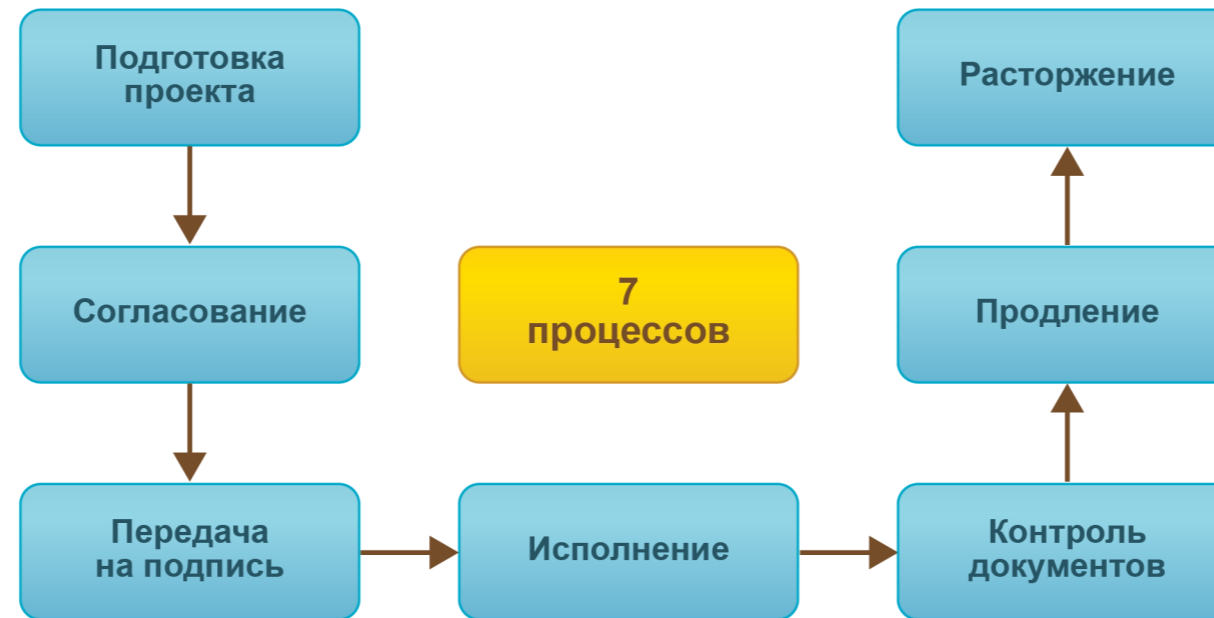 Подготовка
проекта
Согласование
Передача
на подпись
Исполнение
Контроль
документов
Продление
Расторжение
7
процессов